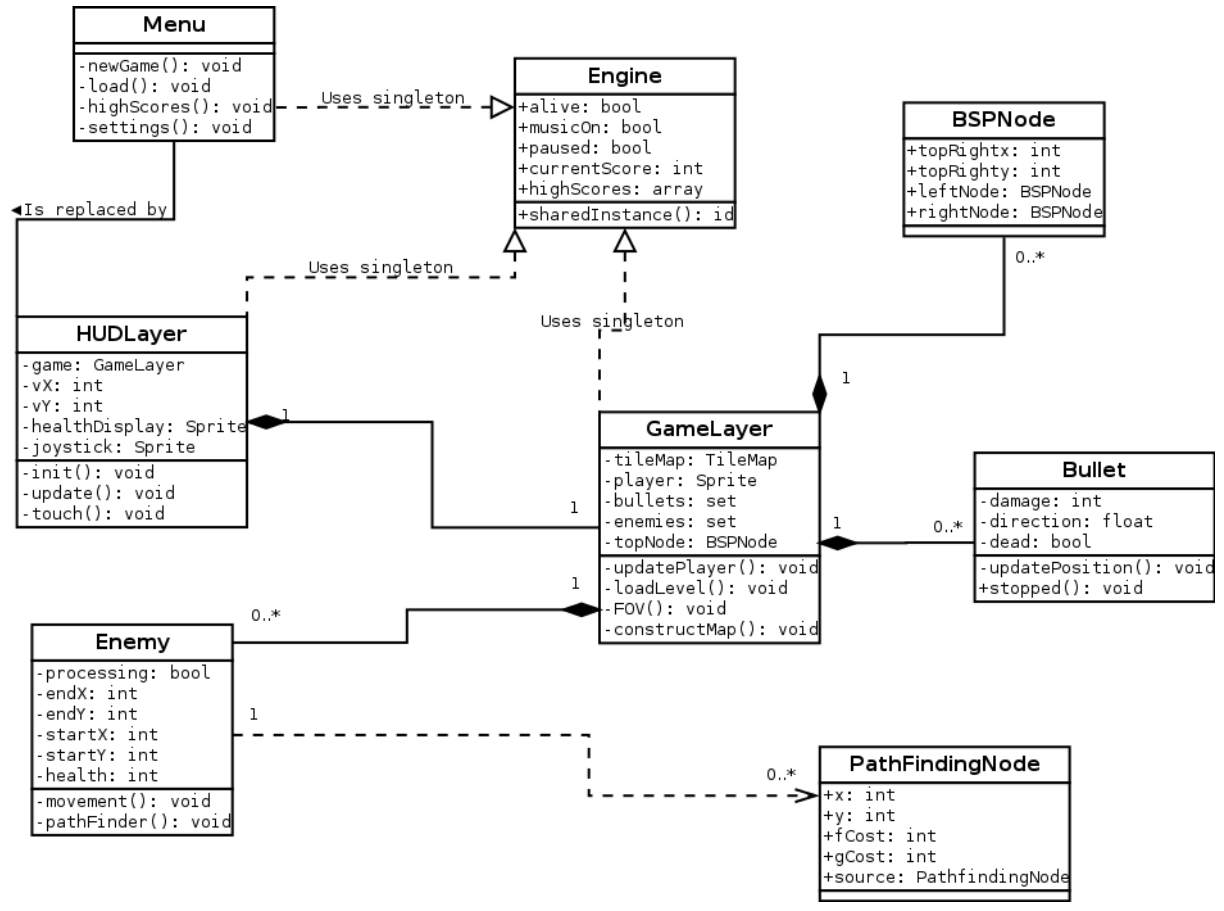 Menu
-newGame(): void
-load(): void
-highScores(): void
-settings(): void
Uses singleton
Engine
+alive: bool
+musicOn: bool
+paused: bool
+currentScore: int
+highScores: array
+sharedInstance(): id
BSPNode
+topRightx: int
+topRighty: int
+leftNode: BSPNode
+rightNode: BSPNode
0..*
◄Is replaced by
Uses singleton
Uses singleton
HUDLayer
-game: GameLayer
-vX: int
-vY: int
-healthDisplay: Sprite
-joystick: Sprite
-init(): void
-update(): void
-touch(): void
1
1
1
GameLayer
-tileMap: TileMap
-player: Sprite
-bullets: set
-enemies: set
-topNode: BSPNode
-updatePlayer(): void
-loadLevel(): void
-FOV(): void
-constructMap(): void
1
0..*
Bullet
-damage: int
-direction: float
-dead: bool
-updatePosition(): void
+stopped(): void
1
0..*
Enemy
-processing: bool
-endX: int
-endY: int
-startX: int
-startY: int
-health: int
-movement(): void
-pathFinder(): void
1
0..*
PathFindingNode
+x: int
+y: int
+fCost: int
+gCost: int
+source: PathfindingNode